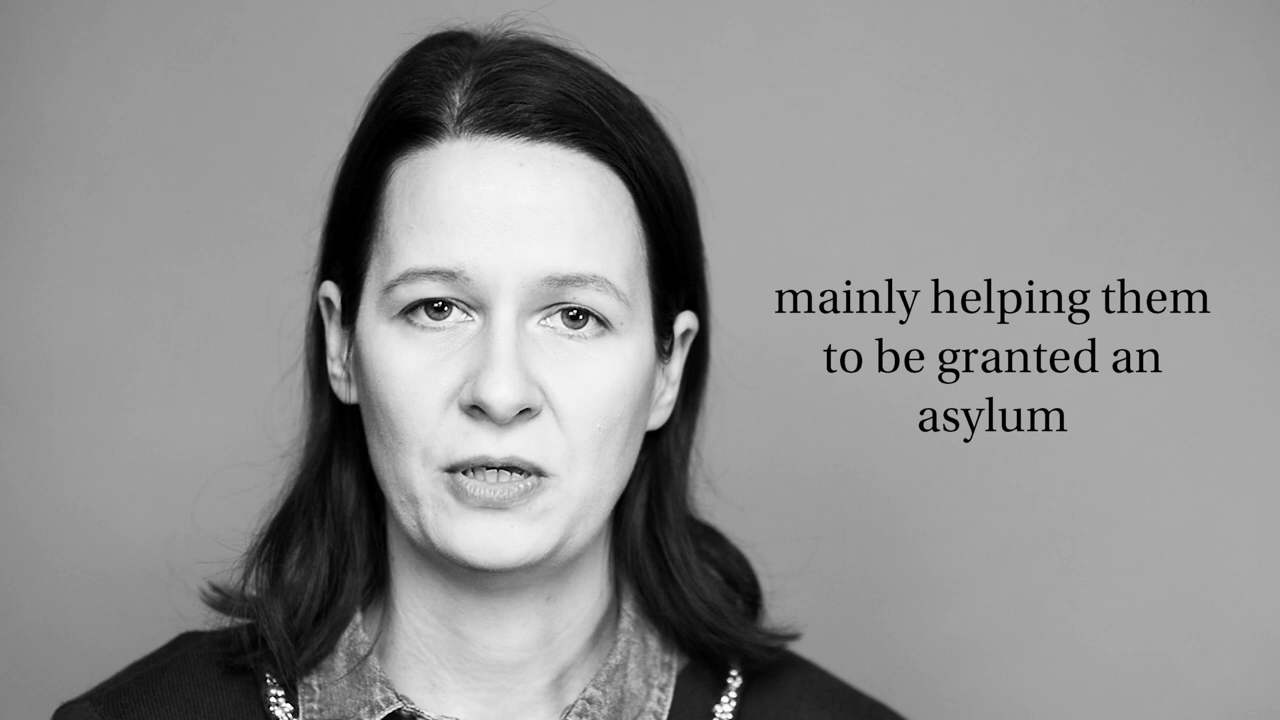 mainly helping them
to be granted an
asylum